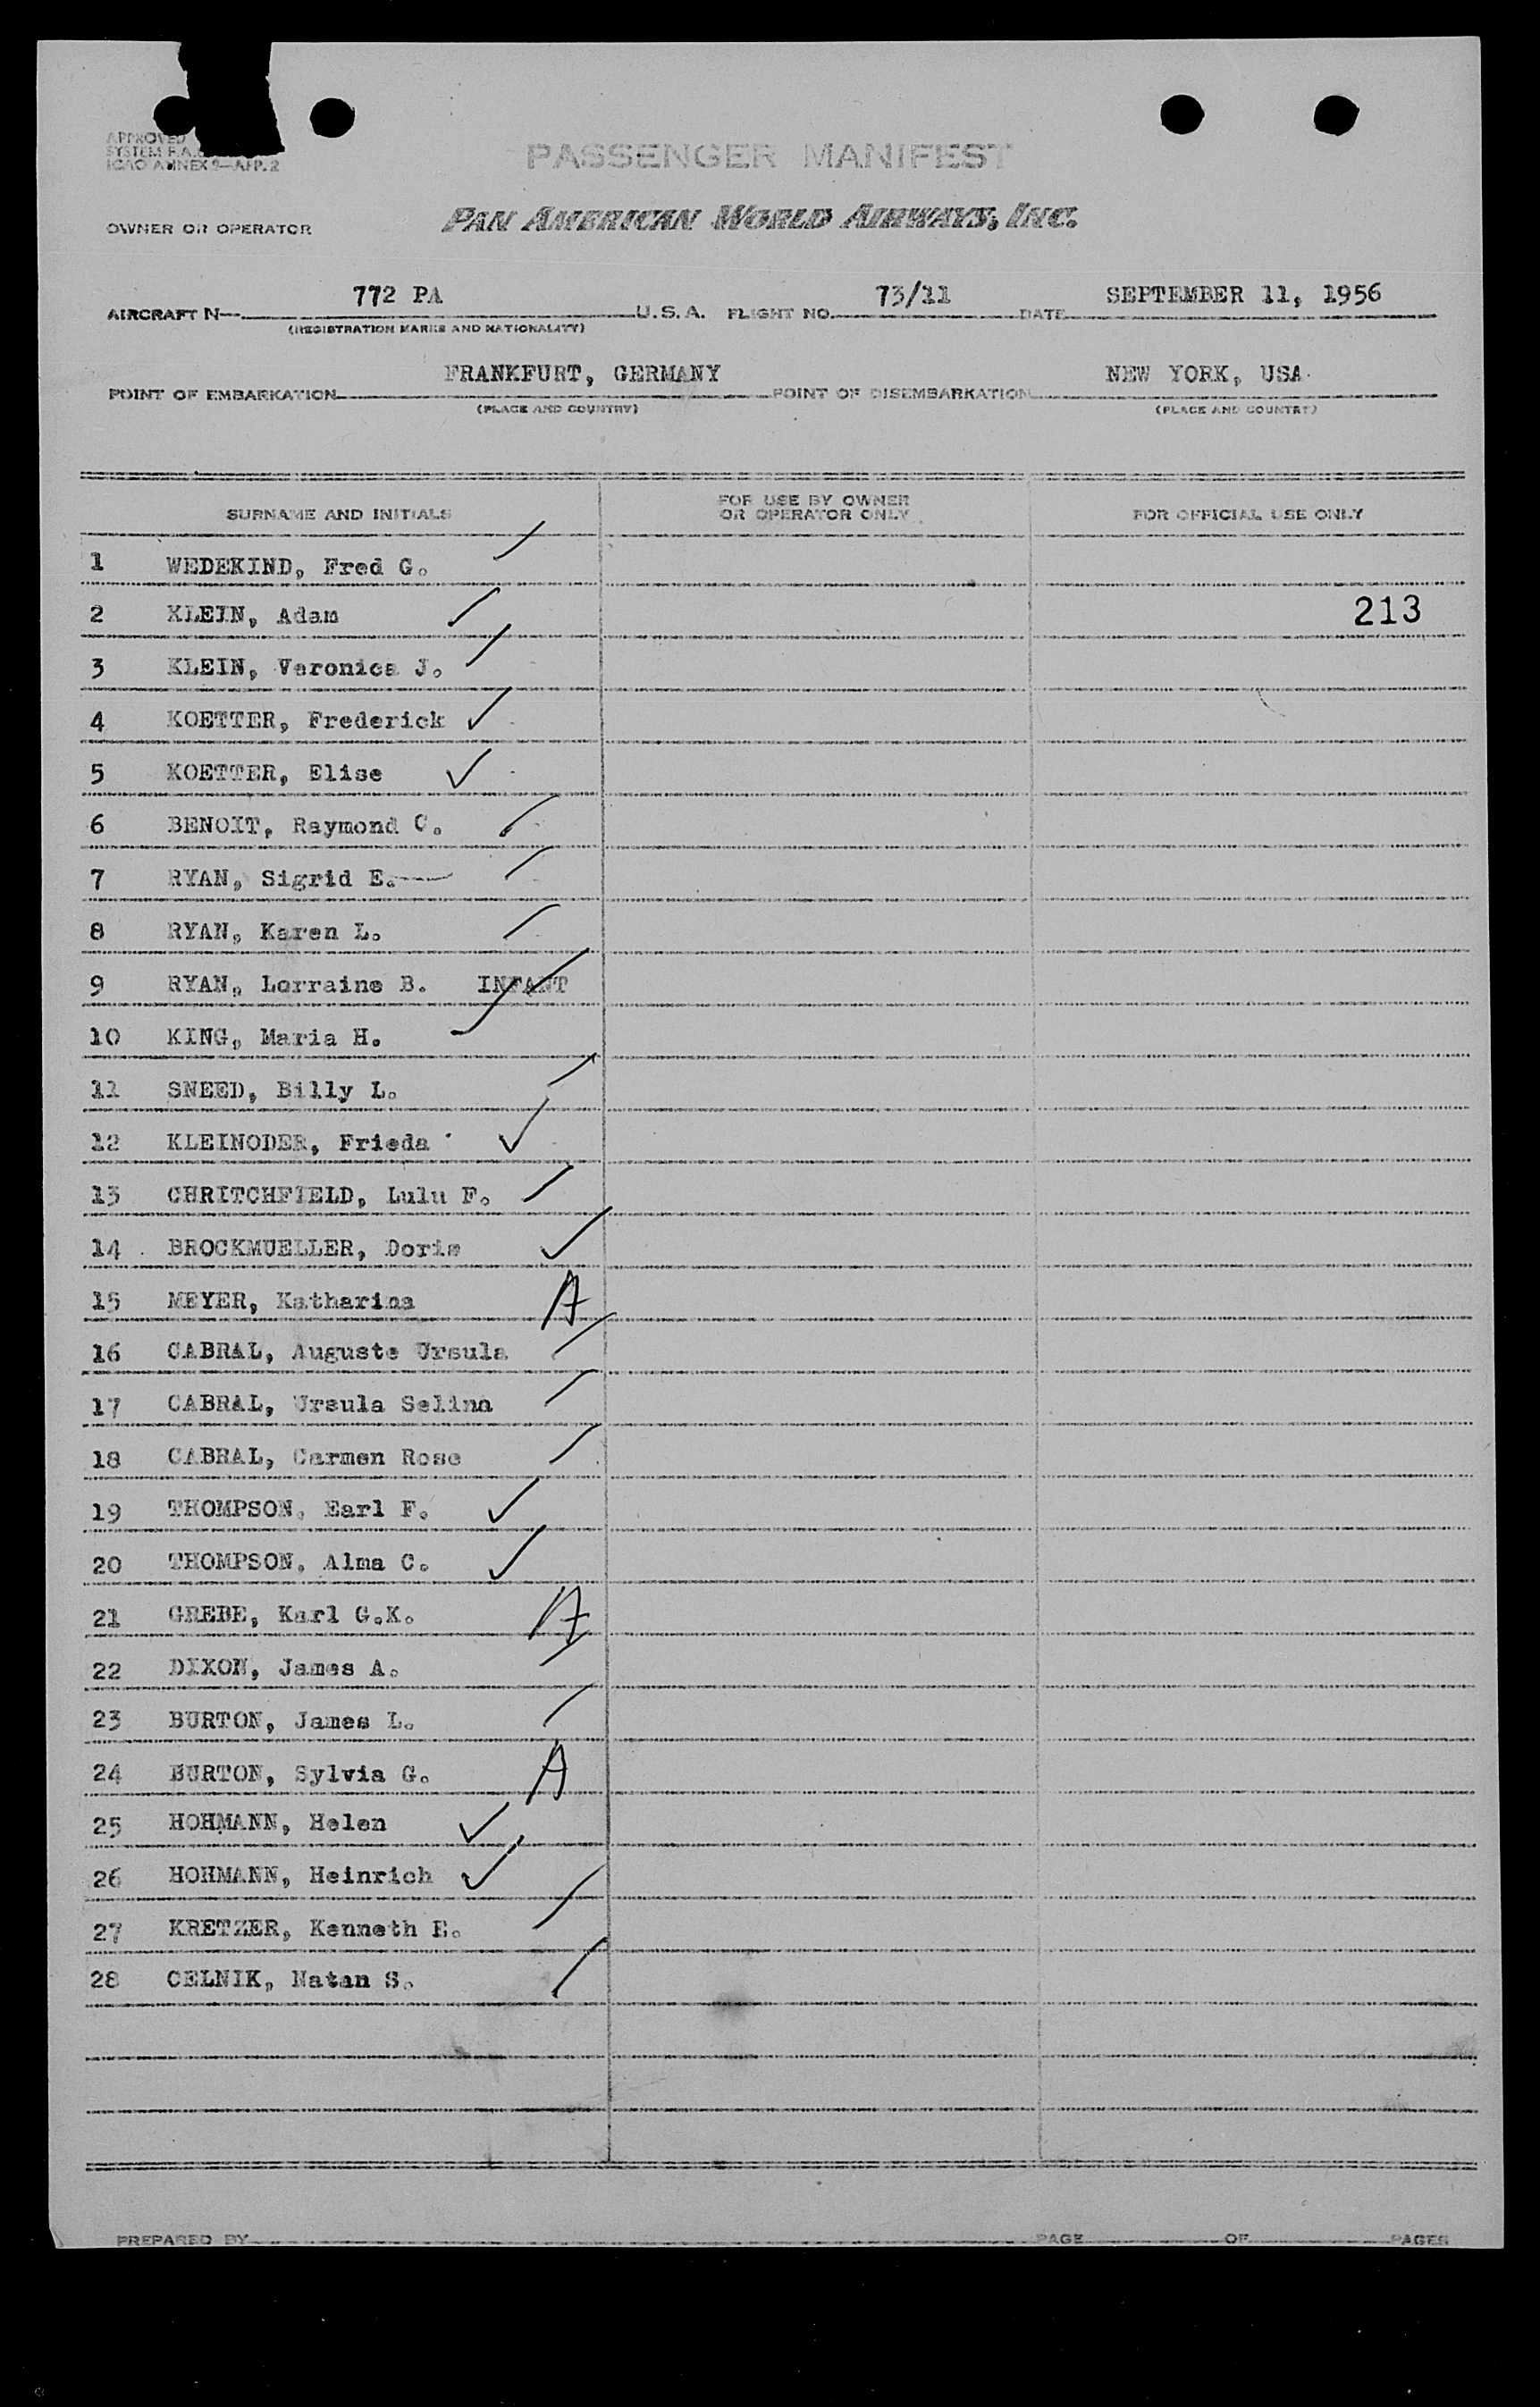 APPROVED
SYSTEM F.A.
ICAO ANNEX 9—APP. 2
PASSENGER MANIFEST
OWNER OR OPERATOR PAN AMERICAN WORLD AIRWAYS, INC.
AIRCRAFT N— 772 PA U.S.A. FLIGHT NO. 73/11 DATE SEPTEMBER 11, 1956
(REGISTRATION MARKS AND NATIONALITY)
POINT OF EMBARKATION FRANKFURT, GERMANY POINT OF DISEMBARKATION NEW YORK, USA
(PLACE AND COUNTRY) (PLACE AND COUNTRY)
SURNAME AND INITIALS FOR USE BY OWNER OR OPERATOR ONLY FOR OFFICIAL USE ONLY
1 WEDEKIND, Fred G.
2 KLEIN, Adam 213
3 KLEIN, Veronica J.
4 KOETTER, Frederick
5 KOETTER, Elise
6 BENOIT, Raymond C.
7 RYAN, Sigrid E.
8 RYAN, Karen L.
9 RYAN, Lorraine B. INFANT
10 KING, Maria H.
11 SNEED, Billy L.
12 KLEINODER, Frieda
13 CHRITCHFIELD, Lulu F.
14 BROCKMUELLER, Doris
15 MEYER, Katharina A
16 CABRAL, Auguste Ursula
17 CABRAL, Ursula Selina
18 CABRAL, Carmen Rose
19 THOMPSON, Earl F.
20 THOMPSON, Alma C.
21 GREBE, Karl G.K. A
22 DIXON, James A.
23 BURTON, James L.
24 BURTON, Sylvia G. A
25 HOHMANN, Helen
26 HOHMANN, Heinrich
27 KRETZER, Kenneth E.
28 CELNIK, Natan S.
PREPARED BY PAGE OF PAGES